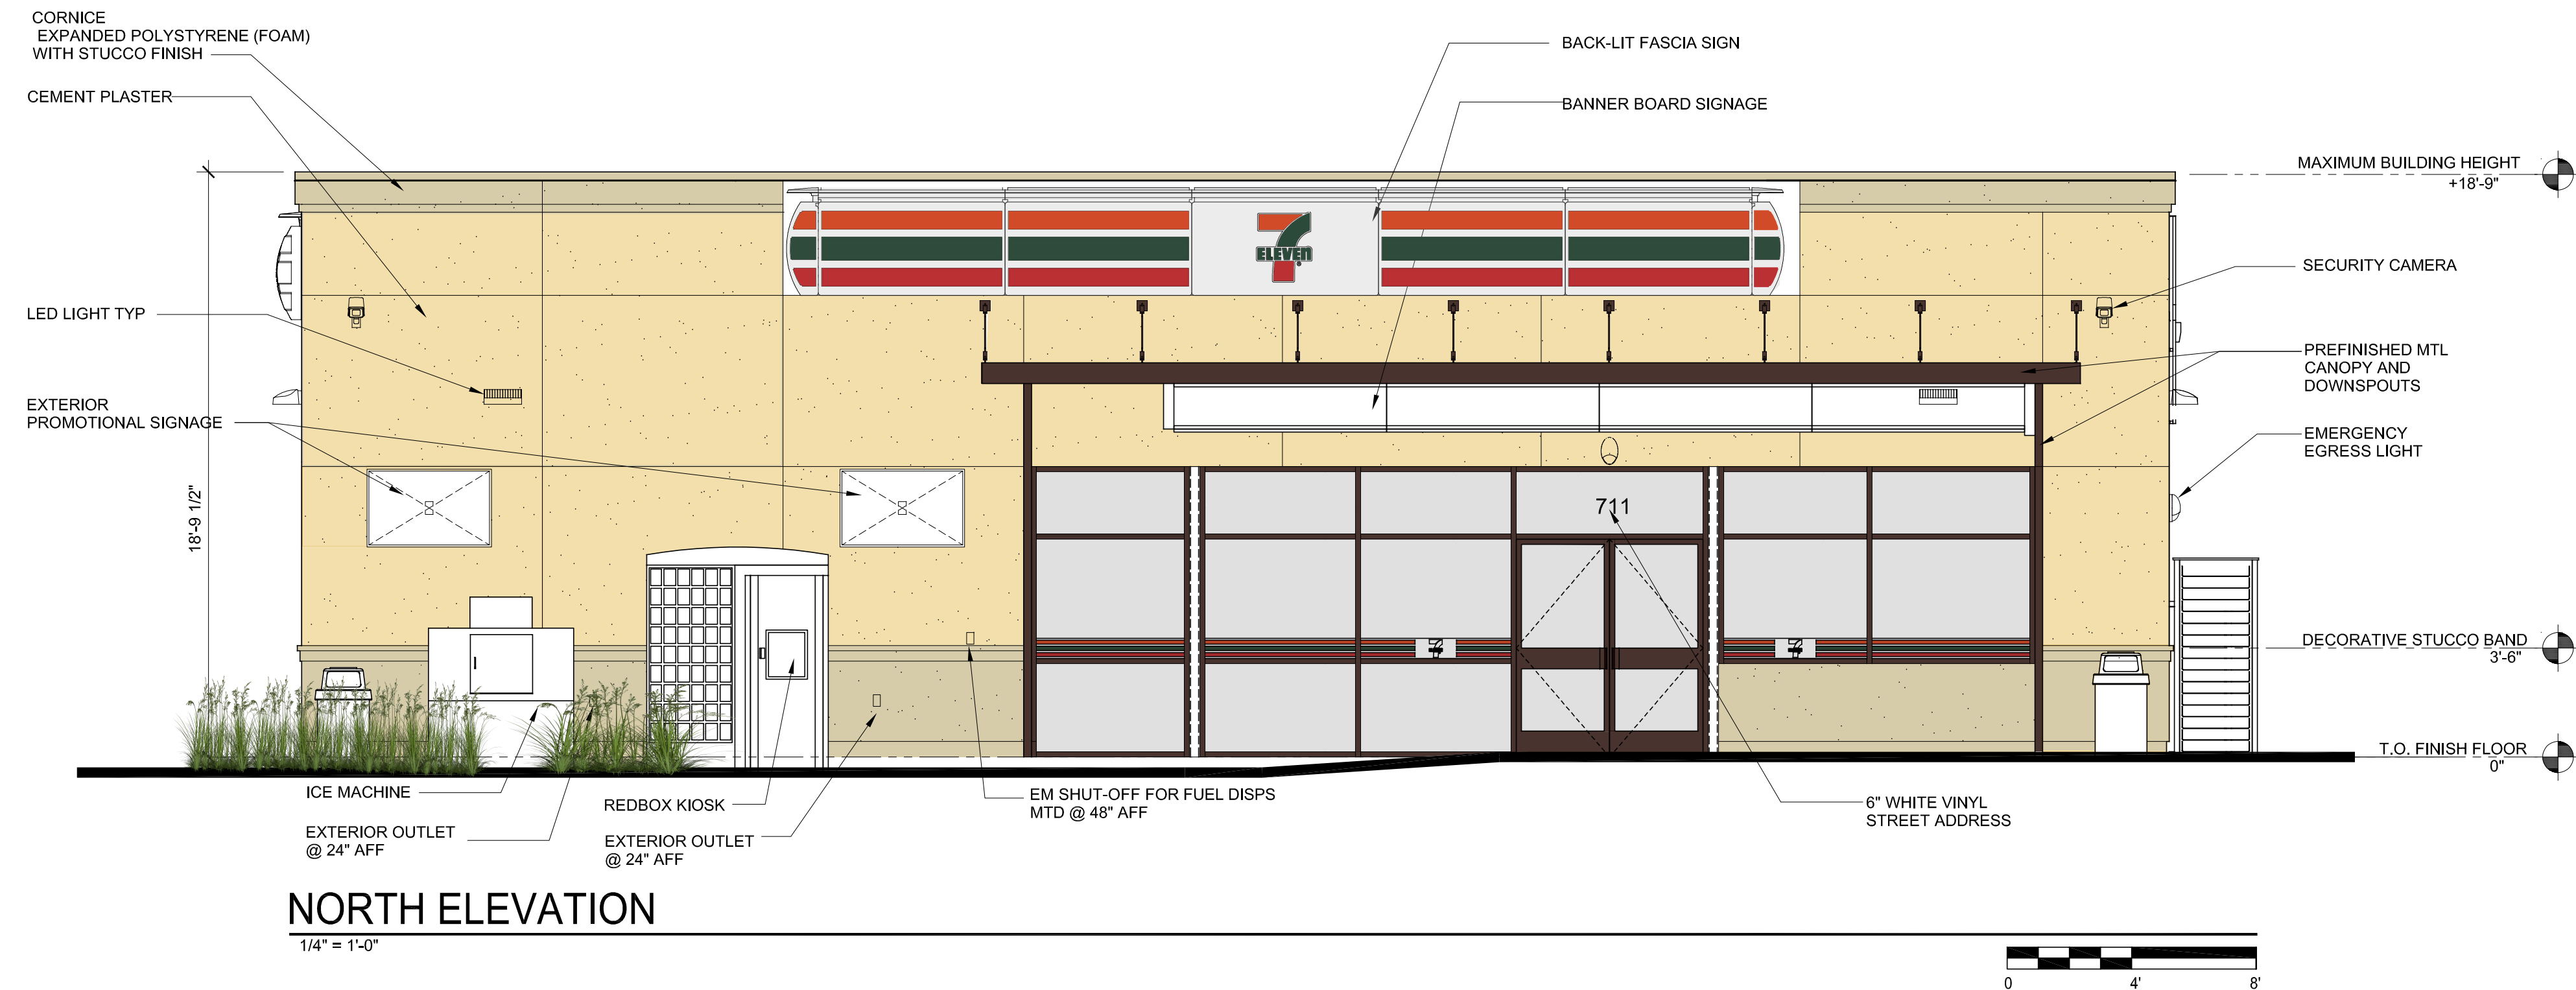 CORNICE
EXPANDED POLYSTYRENE (FOAM)
WITH STUCCO FINISH
CEMENT PLASTER
LED LIGHT TYP
EXTERIOR
PROMOTIONAL SIGNAGE
18'-9 1/2"
BACK-LIT FASCIA SIGN
BANNER BOARD SIGNAGE
7
ELEVEN
®
711
7
7
MAXIMUM BUILDING HEIGHT
+18'-9"
SECURITY CAMERA
PREFINISHED MTL
CANOPY AND
DOWNSPOUTS
EMERGENCY
EGRESS LIGHT
DECORATIVE STUCCO BAND
3'-6"
T.O. FINISH FLOOR
0"
ICE MACHINE
EXTERIOR OUTLET
@ 24" AFF
REDBOX KIOSK
EXTERIOR OUTLET
@ 24" AFF
EM SHUT-OFF FOR FUEL DISPS
MTD @ 48" AFF
6" WHITE VINYL
STREET ADDRESS
NORTH ELEVATION
1/4" = 1'-0"
0 4' 8'